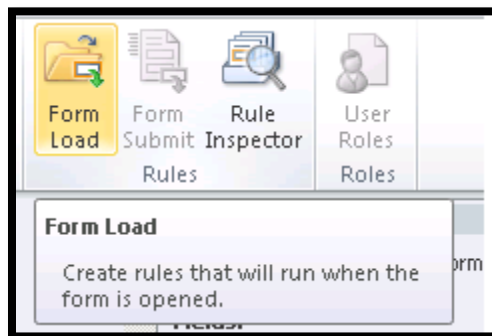 Form Load
Form Submit
Rule Inspector
User Roles
Rules
Roles
Form Load
orm
Create rules that will run when the
form is opened.